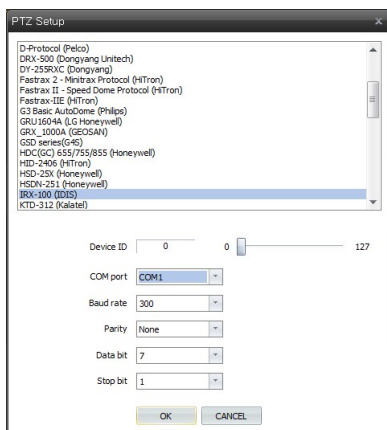 PTZ Setup
x
D-Protocol (Pelco)
DRX-500 (Dongyang Unitech)
DY-255RXC (Dongyang)
Fastrax 2 - Minitrax Protocol (HiTron)
Fastrax II - Speed Dome Protocol (HiTron)
Fastrax-IIE (HiTron)
G3 Basic AutoDome (Philips)
GRU1604A (LG Honeywell)
GRX_1000A (GEOSAN)
GSD series(G4S)
HDC(GC) 655/755/855 (Honeywell)
HID-2406 (HiTron)
HSD-25X (Honeywell)
HSDN-251 (Honeywell)
IRX-100 (IDIS)
KTD-312 (Kalatel)
Device ID 0 0 127
COM port COM1
Baud rate 300
Parity None
Data bit 7
Stop bit 1
OK CANCEL